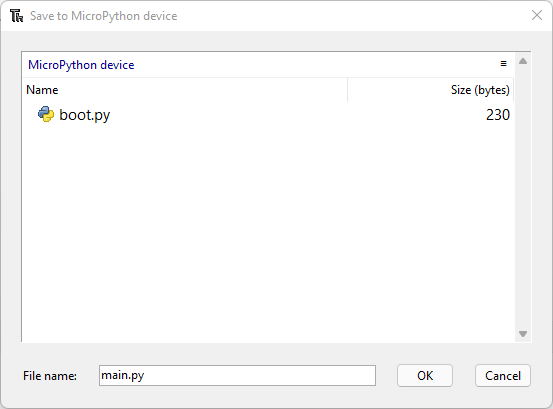 Save to MicroPython device
MicroPython device
Name Size (bytes)
boot.py 230
File name: main.py OK Cancel